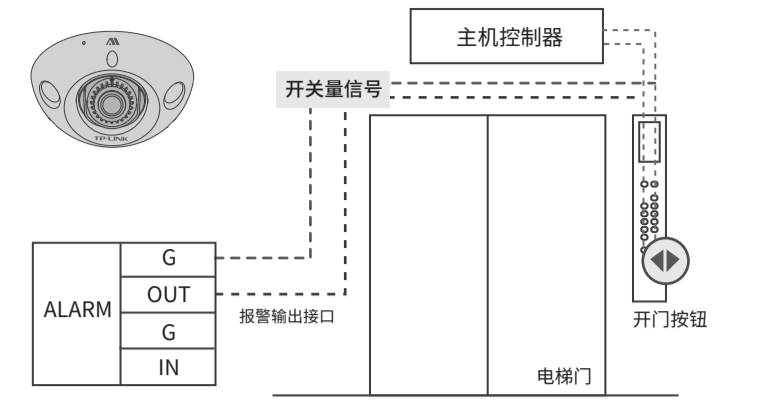 主机控制器
开关量信号
TP-LINK
ALARM
G
OUT
G
IN
报警输出接口
开门按钮
电梯门